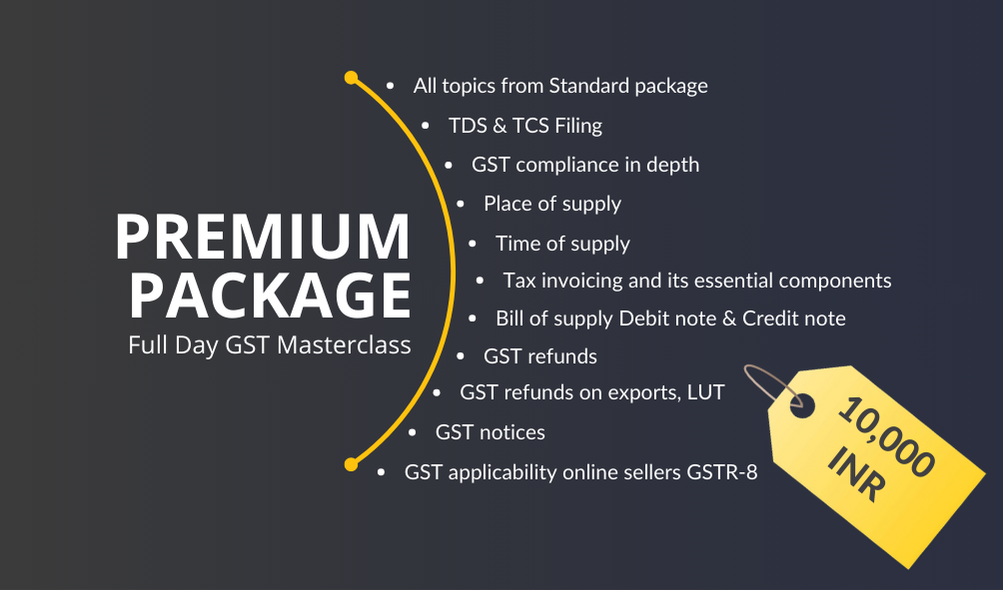 PREMIUM
PACKAGE
Full Day GST Masterclass
All topics from Standard package
TDS & TCS Filing
GST compliance in depth
Place of supply
Time of supply
Tax invoicing and its essential components
Bill of supply Debit note & Credit note
GST refunds
GST refunds on exports, LUT
GST notices
GST applicability online sellers GSTR-8
10,000
INR